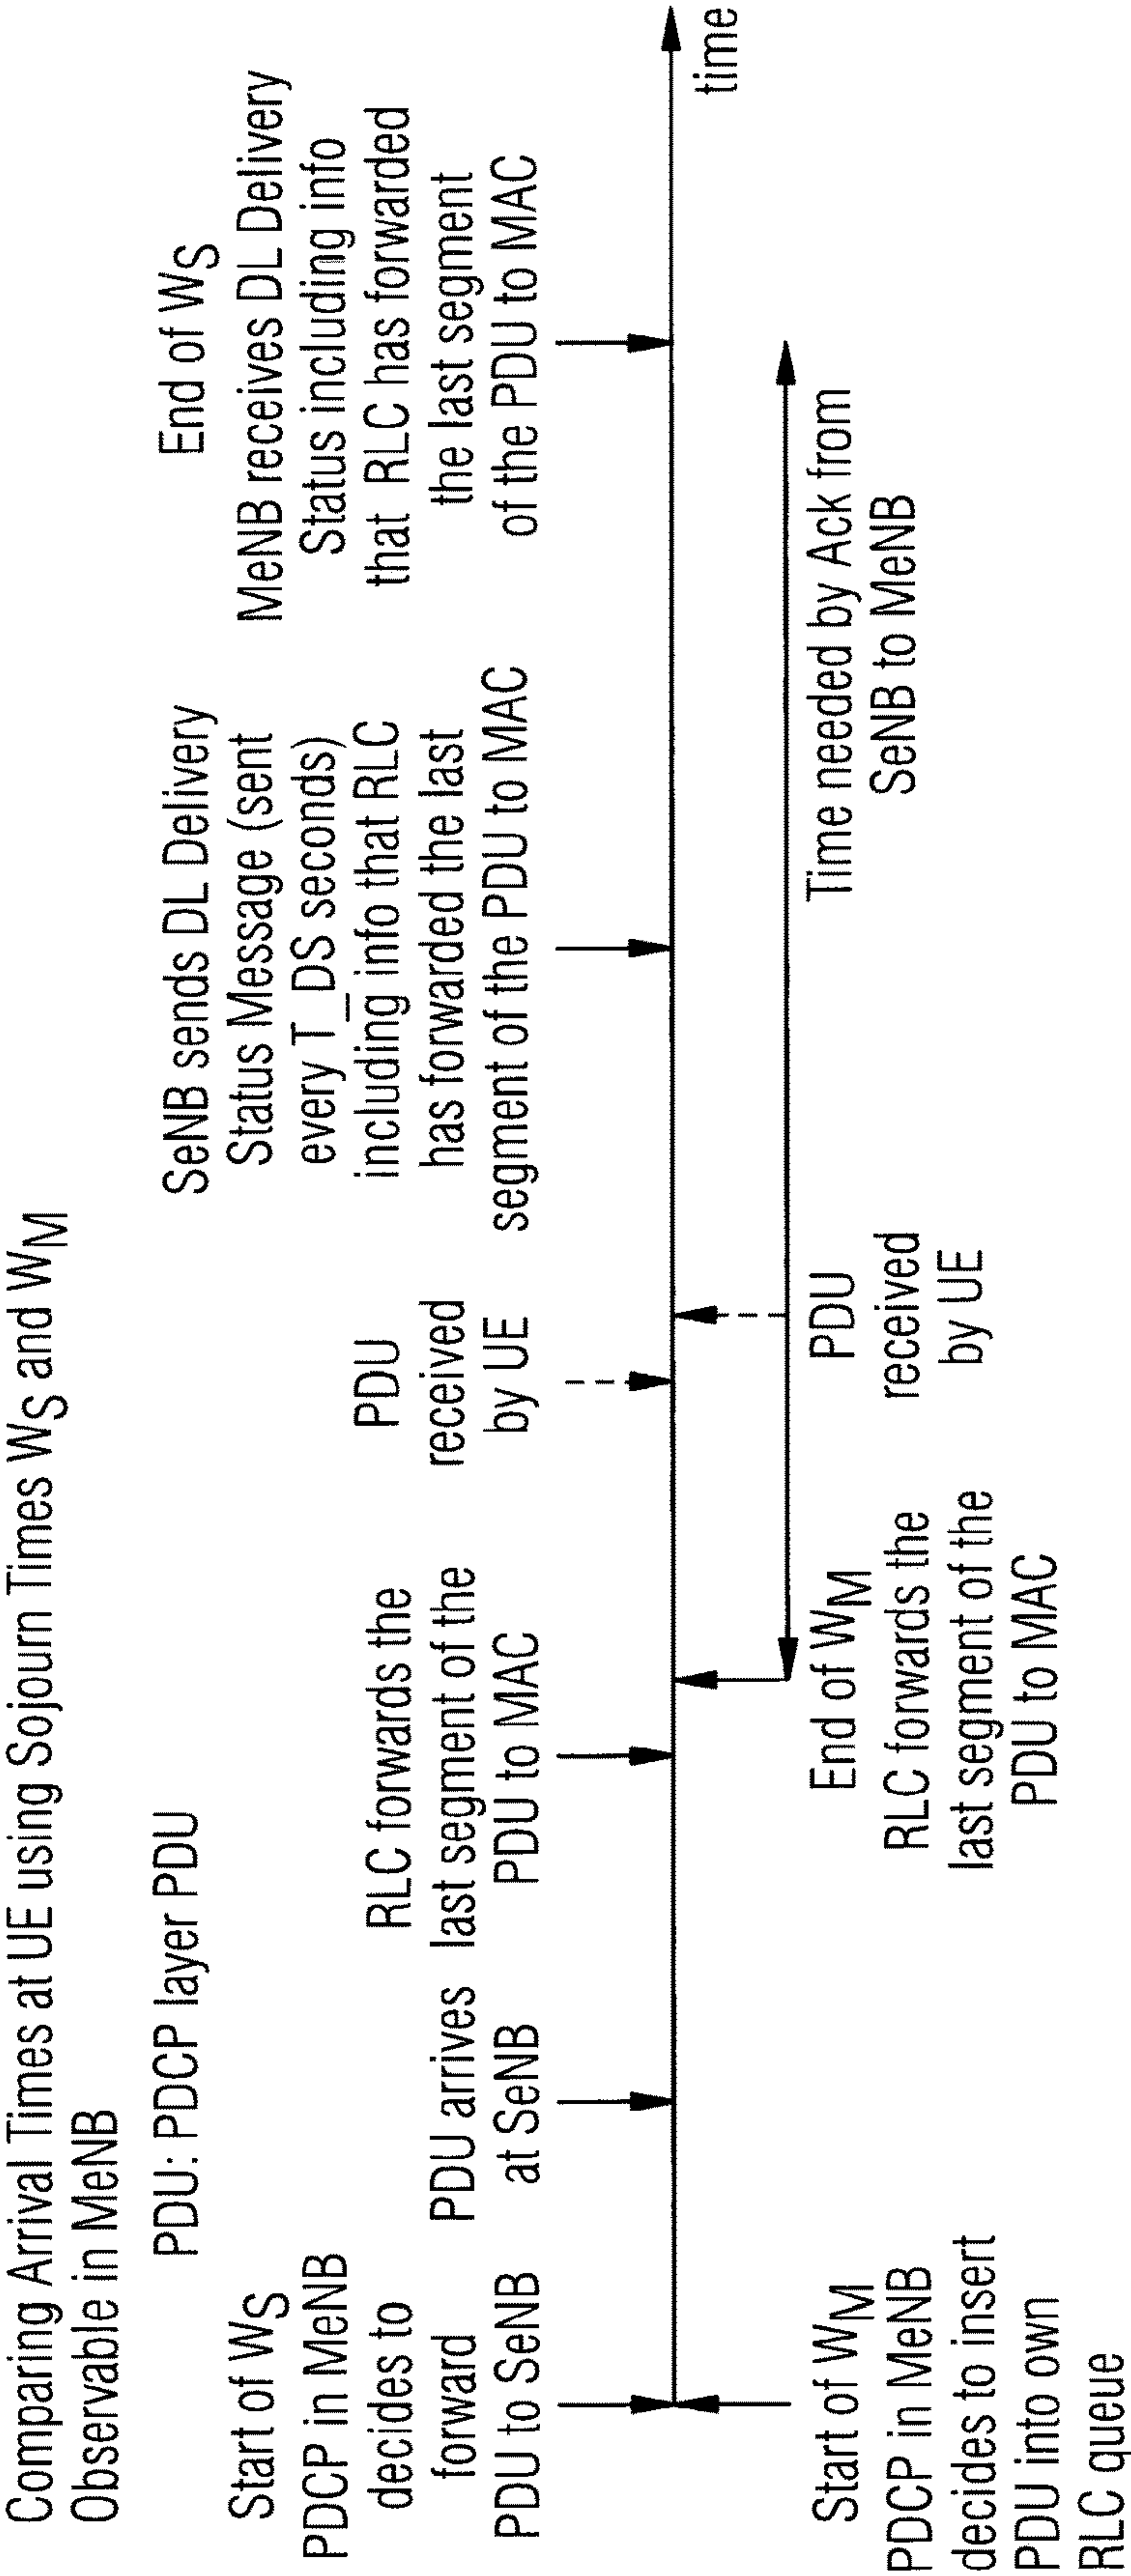 Comparing Arrival Times at UE using Sojourn Times WS and WM
Observable in MeNB
PDU: PDCP layer PDU
Start of WS
PDCP in MeNB
decides to
forward
PDU to SeNB
PDU arrives
at SeNB
RLC forwards the
last segment of the
PDU to MAC
PDU
received
by UE
SeNB sends DL Delivery
Status Message (sent
every T_DS seconds)
including info that RLC
has forwarded the last
segment of the PDU to MAC
End of WS
MeNB receives DL Delivery
Status including info
that RLC has forwarded
the last segment
of the PDU to MAC
time
Start of WM
PDCP in MeNB
decides to insert
PDU into own
RLC queue
End of WM
RLC forwards the
last segment of the
PDU to MAC
PDU
received
by UE
Time needed by Ack from
SeNB to MeNB